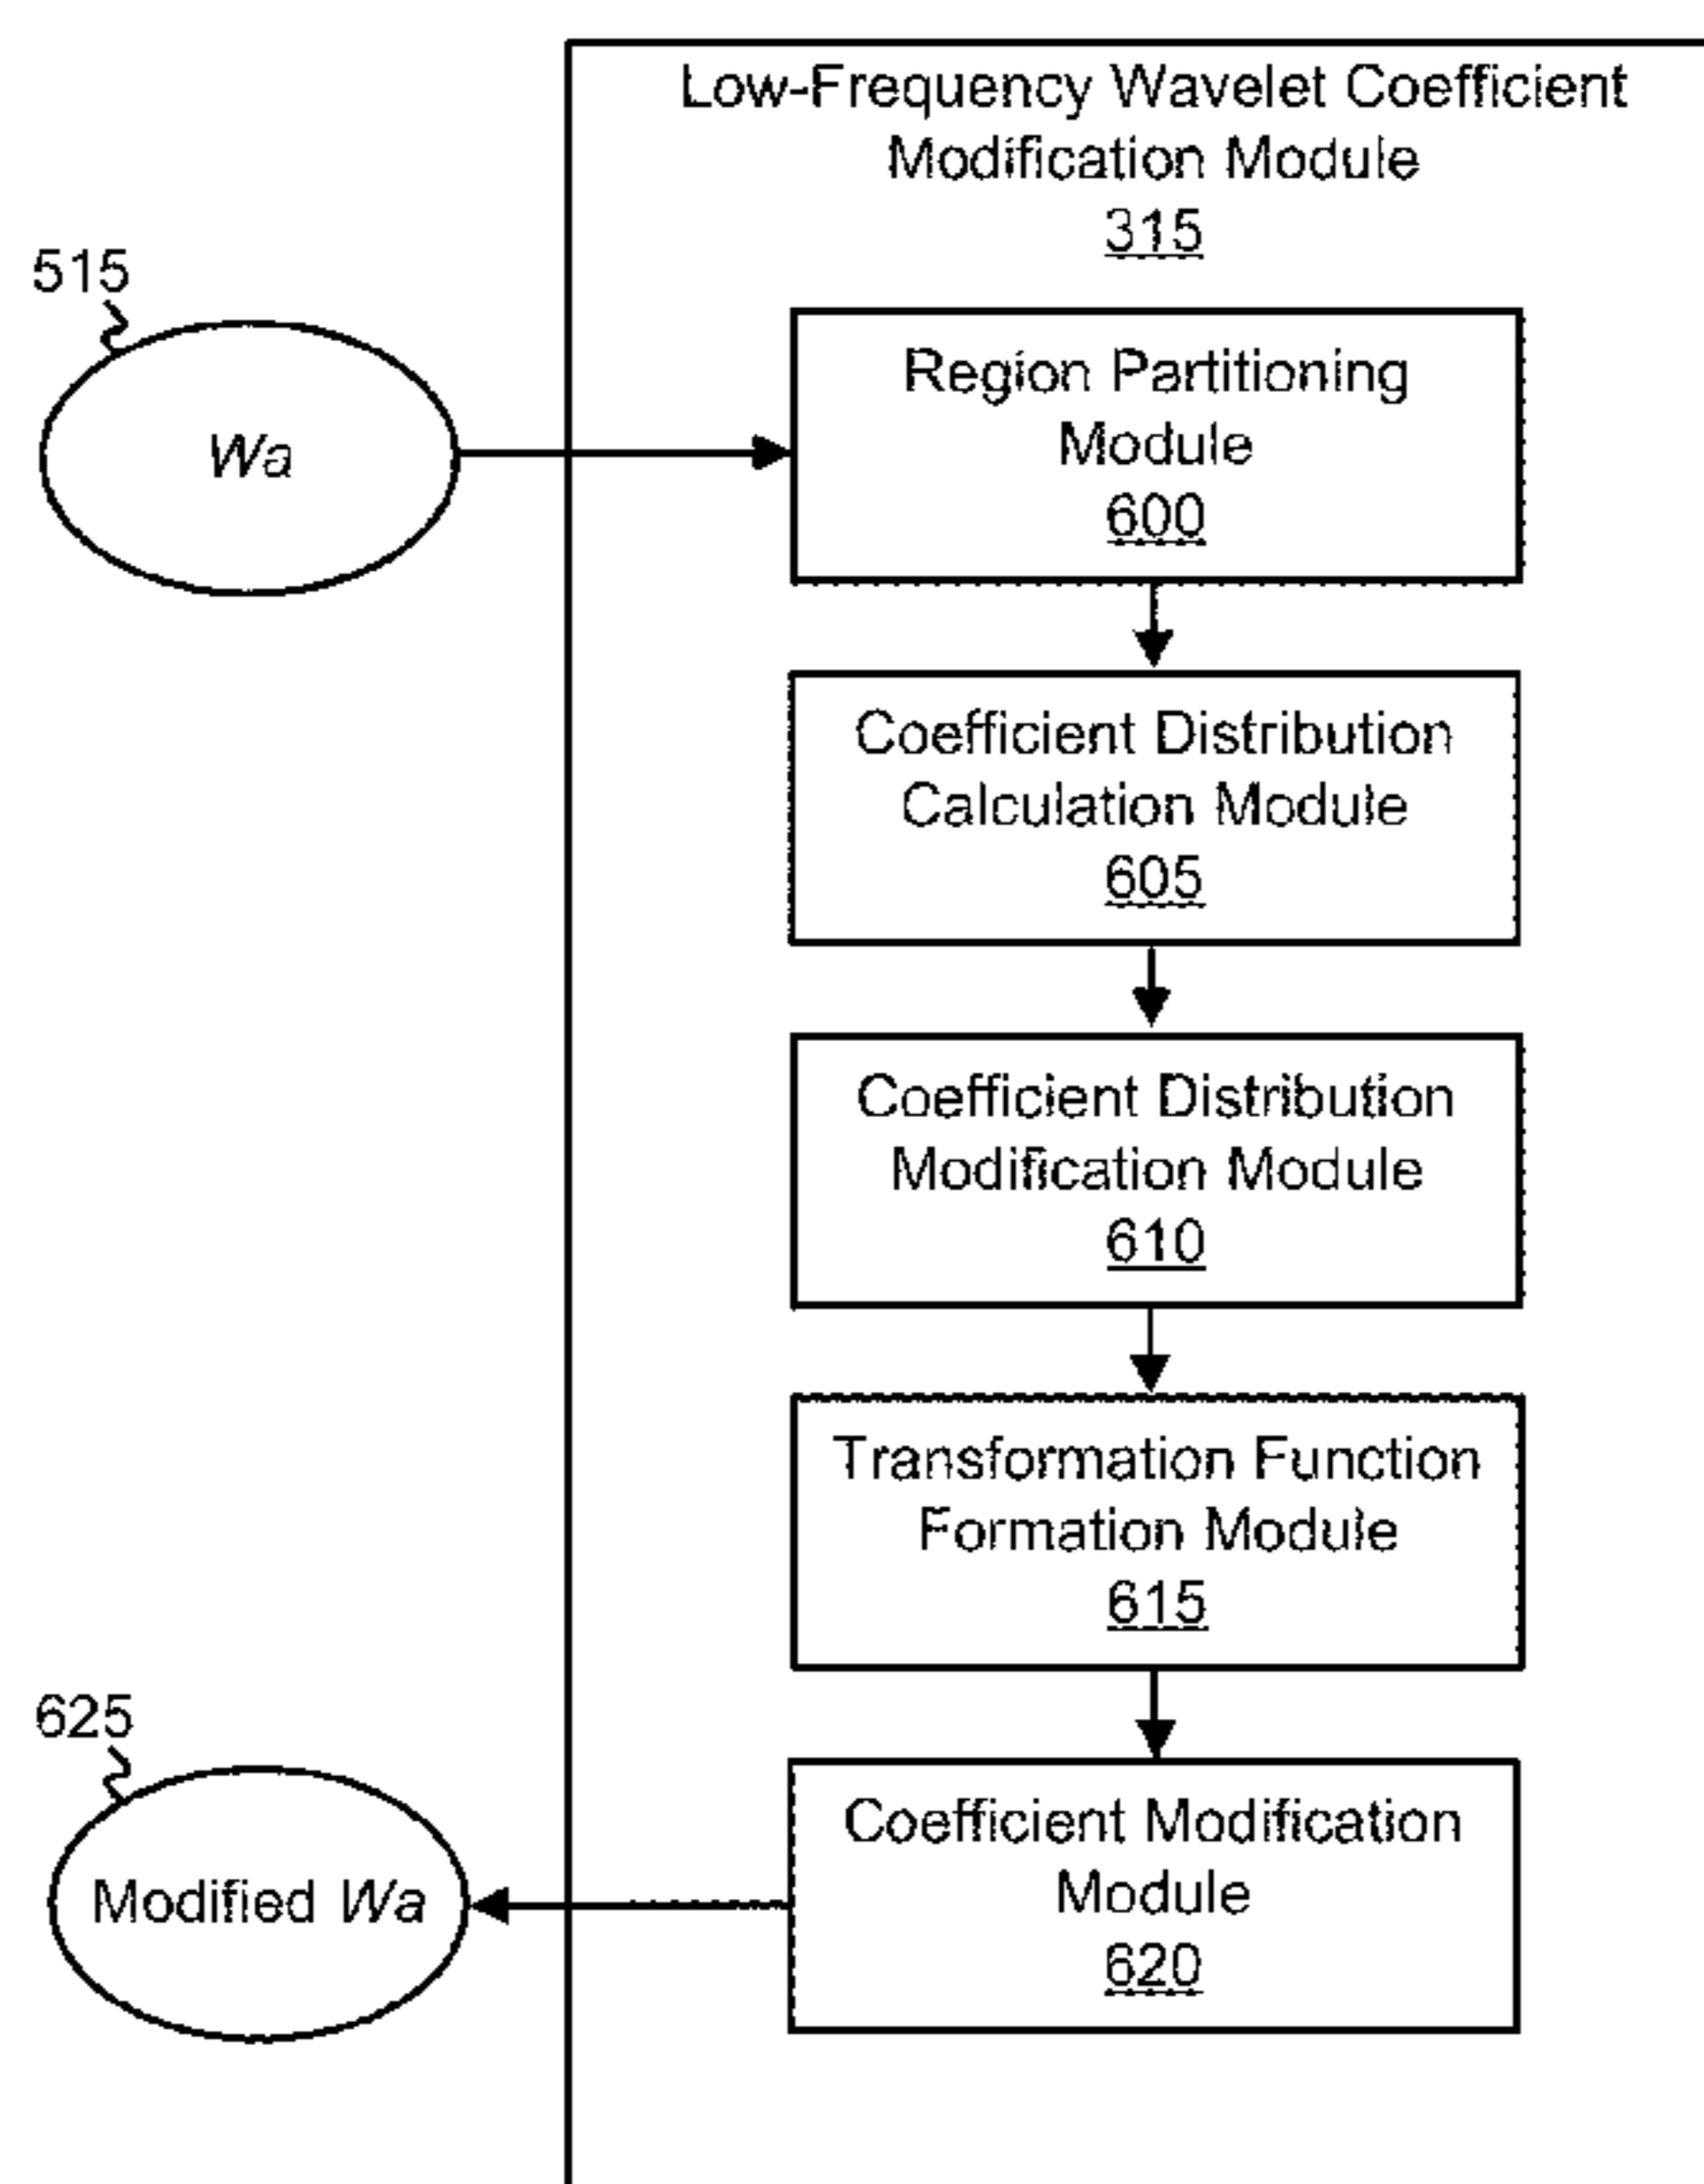 Low-Frequency Wavelet Coefficient
Modification Module
315
515
Wa
Region Partitioning
Module
600
Coefficient Distribution
Calculation Module
605
Coefficient Distribution
Modification Module
610
Transformation Function
Formation Module
615
625
Modified Wa
Coefficient Modification
Module
620